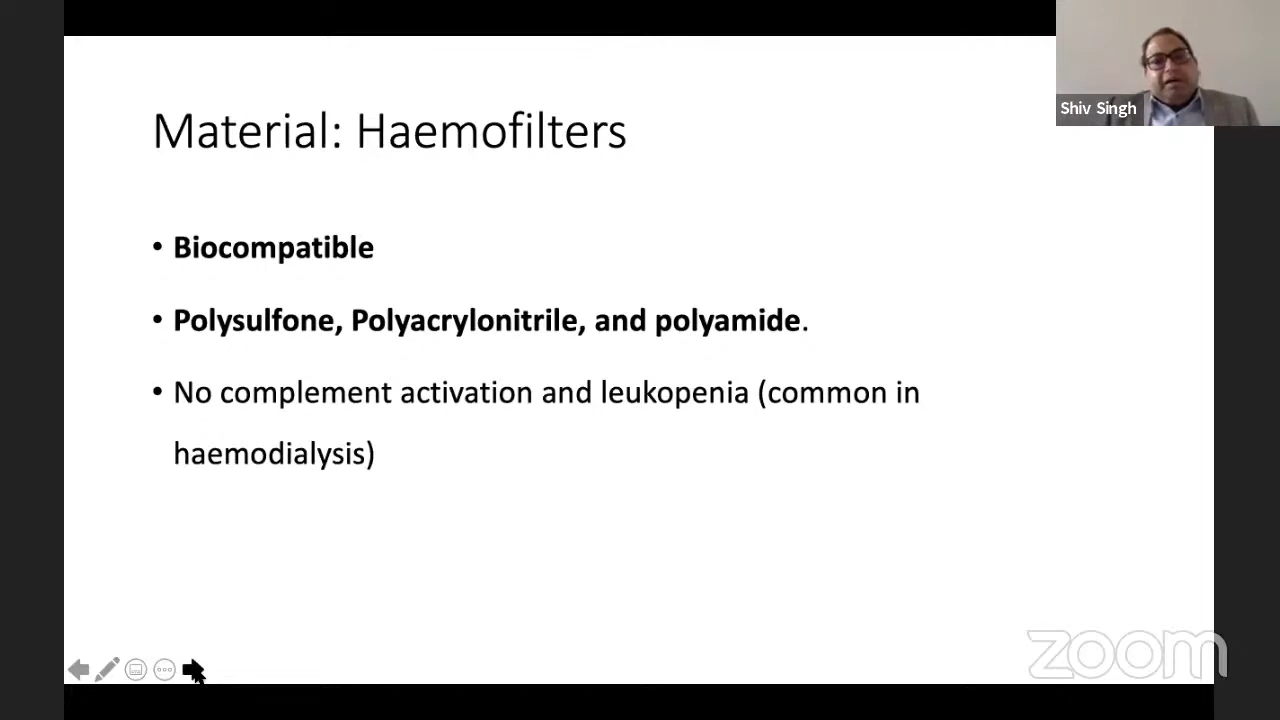 Shiv Singh
Material: Haemofilters
• Biocompatible
• Polysulfone, Polyacrylonitrile, and polyamide.
• No complement activation and leukopenia (common in
haemodialysis)
zoom